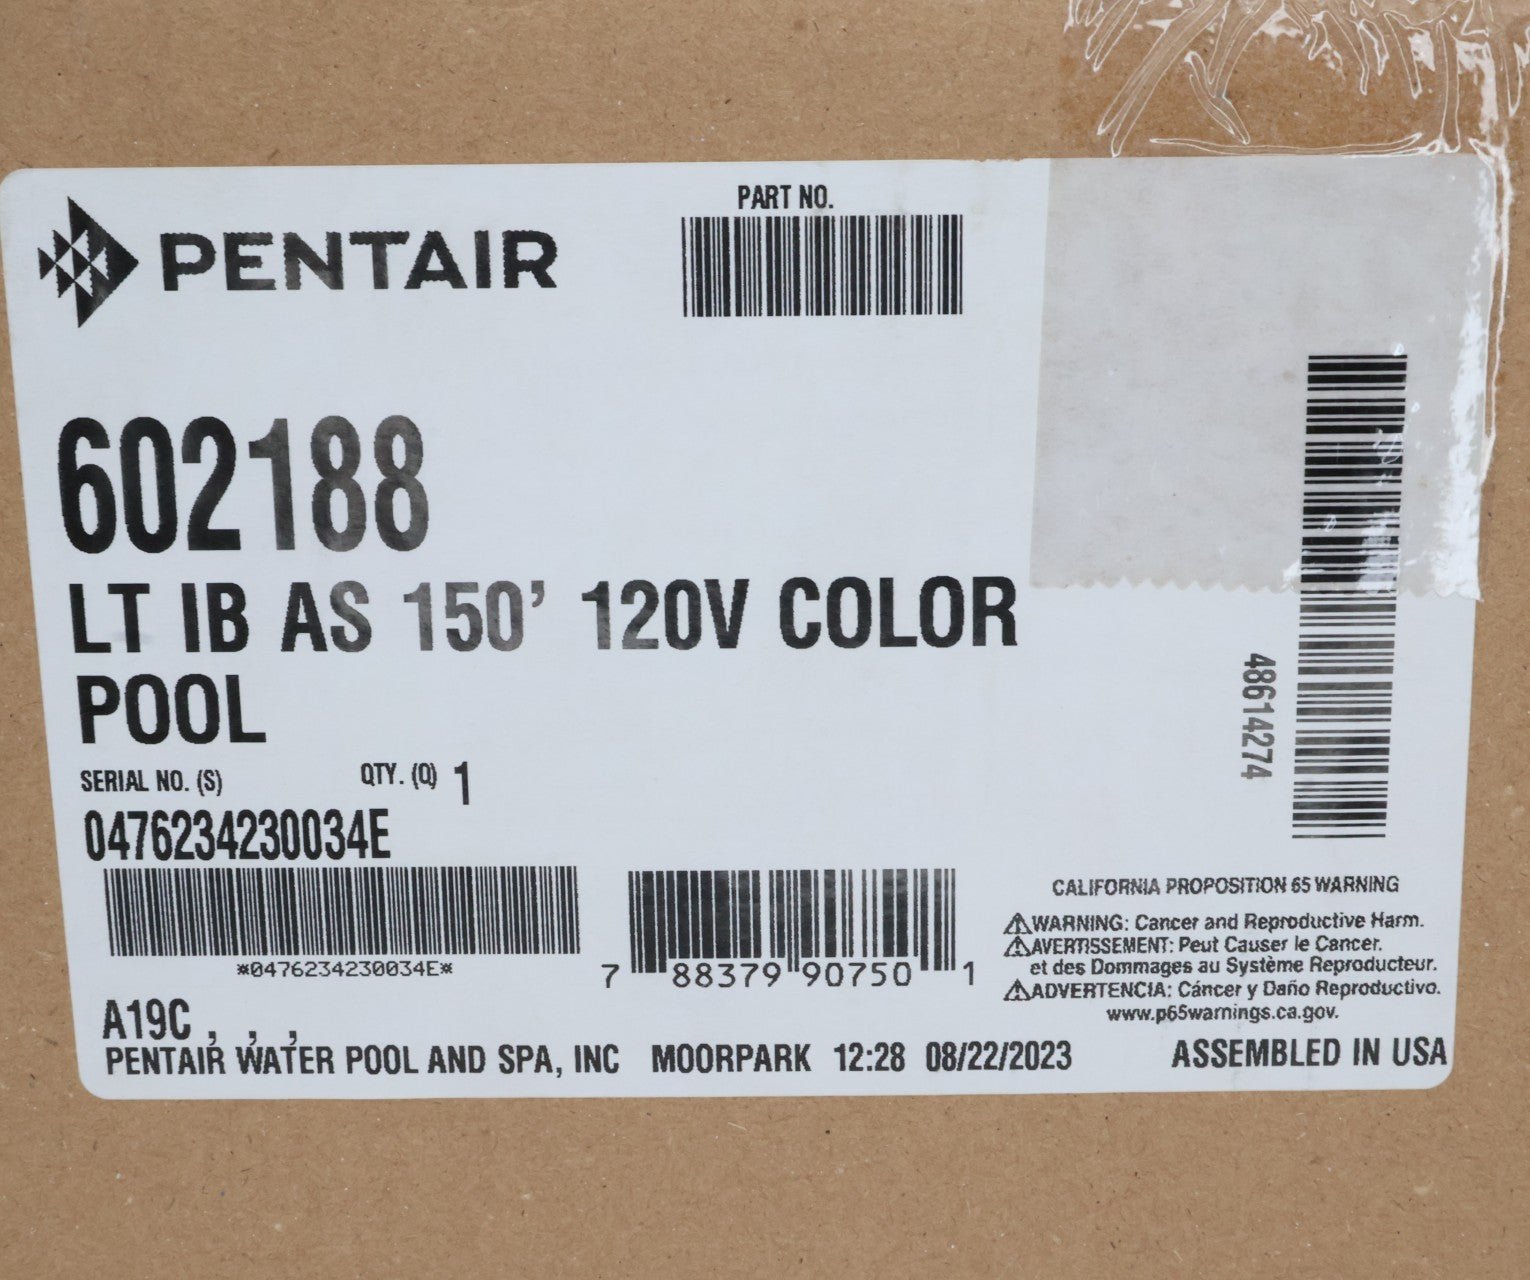 PENTAIR
PART NO.
602188
LT IB AS 150' 120V COLOR
POOL
SERIAL NO. (S) QTY. (Q) 1
0476234230034E
*0476234230034E*
7 88379 90750 1
48614274
CALIFORNIA PROPOSITION 65 WARNING
⚠WARNING: Cancer and Reproductive Harm.
⚠AVERTISSEMENT: Peut Causer le Cancer.
et des Dommages au Système Reproducteur.
⚠ADVERTENCIA: Cáncer y Daño Reproductivo.
www.p65warnings.ca.gov.
A19C , , ,
PENTAIR WATER POOL AND SPA, INC MOORPARK 12:28 08/22/2023 ASSEMBLED IN USA